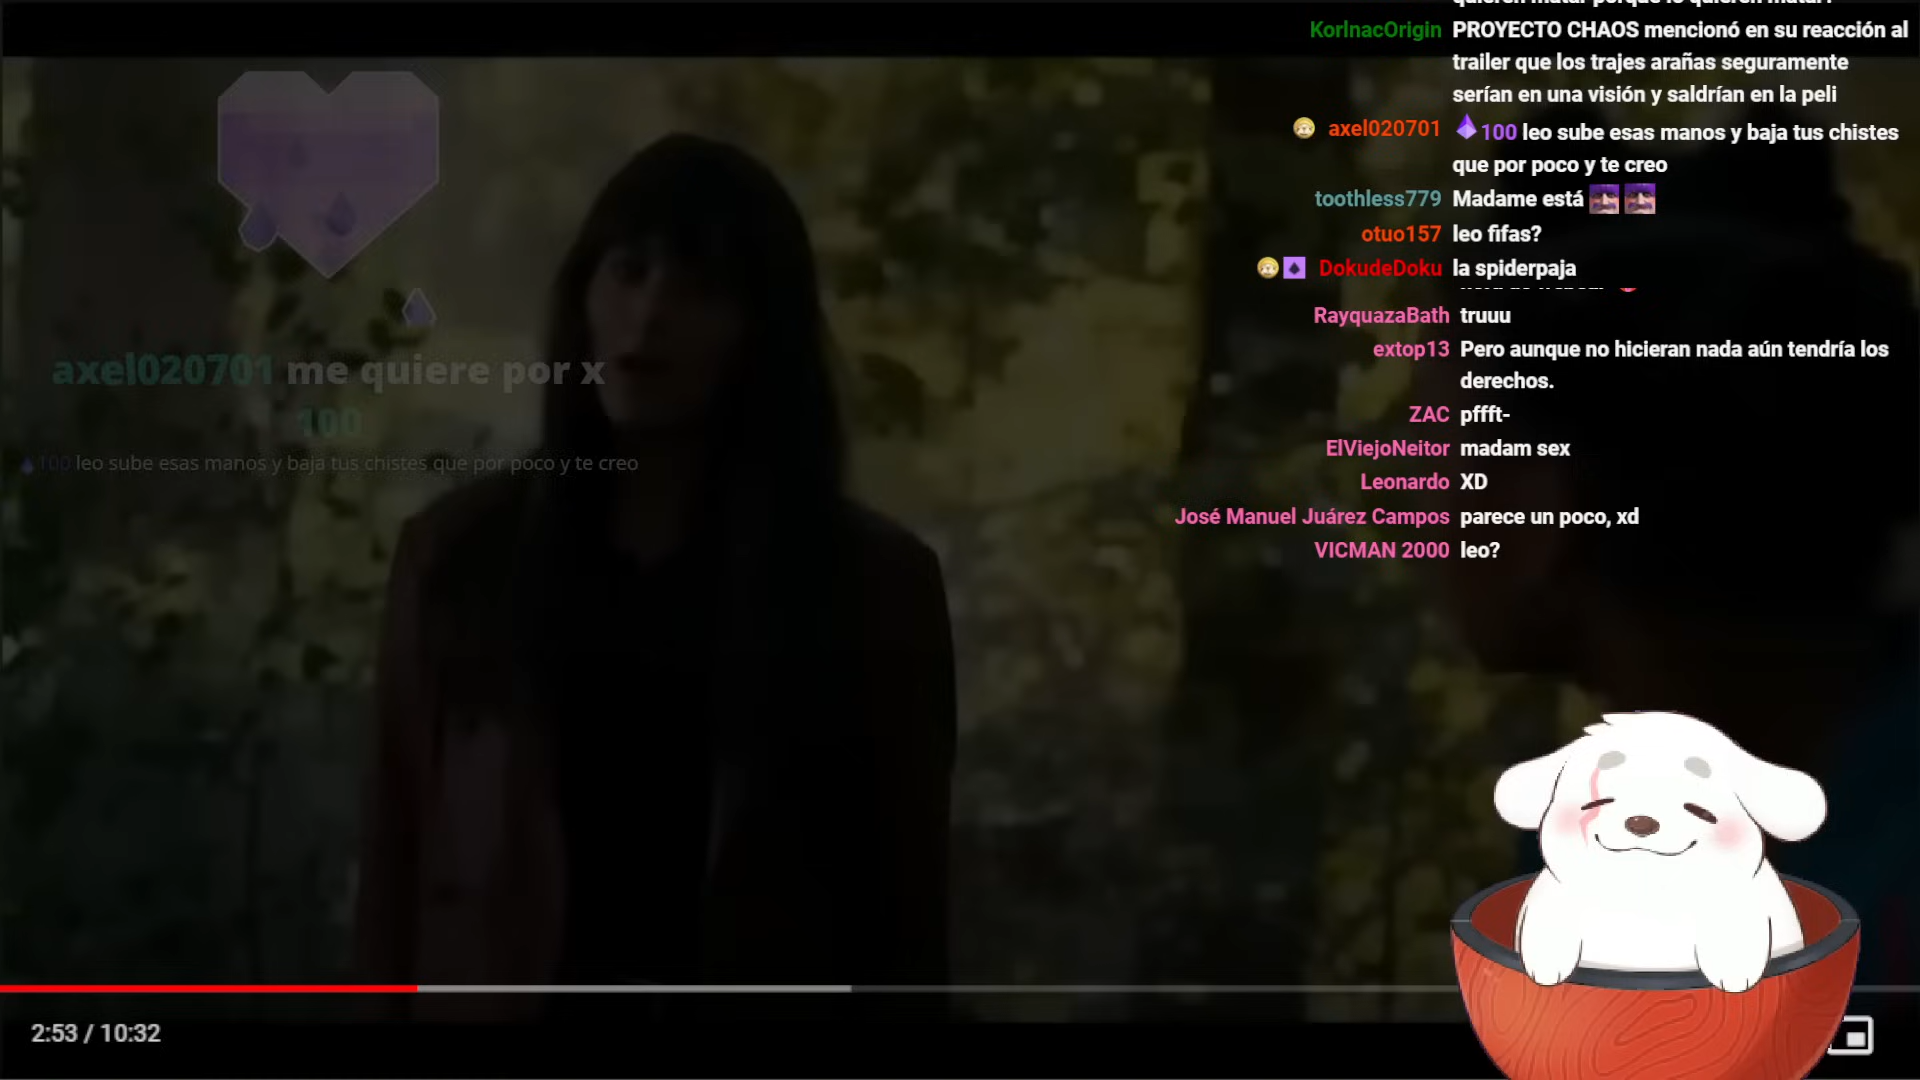 KorlnacOrigin PROYECTO CHAOS mencionó en su reacción al
trailer que los trajes arañas seguramente
serían en una visión y saldrían en la peli
axel020701 100 leo sube esas manos y baja tus chistes
que por poco y te creo
toothless779 Madame está
otuo157 leo fifas?
DokudeDoku la spiderpaja
RayquazaBath truuu
extop13 Pero aunque no hicieran nada aún tendría los
derechos.
ZAC pffft-
ElViejoNeitor madam sex
Leonardo XD
José Manuel Juárez Campos parece un poco, xd
VICMAN 2000 leo?
axel020701 me quiere por x
100
100 leo sube esas manos y baja tus chistes que por poco y te creo
2:53 / 10:32